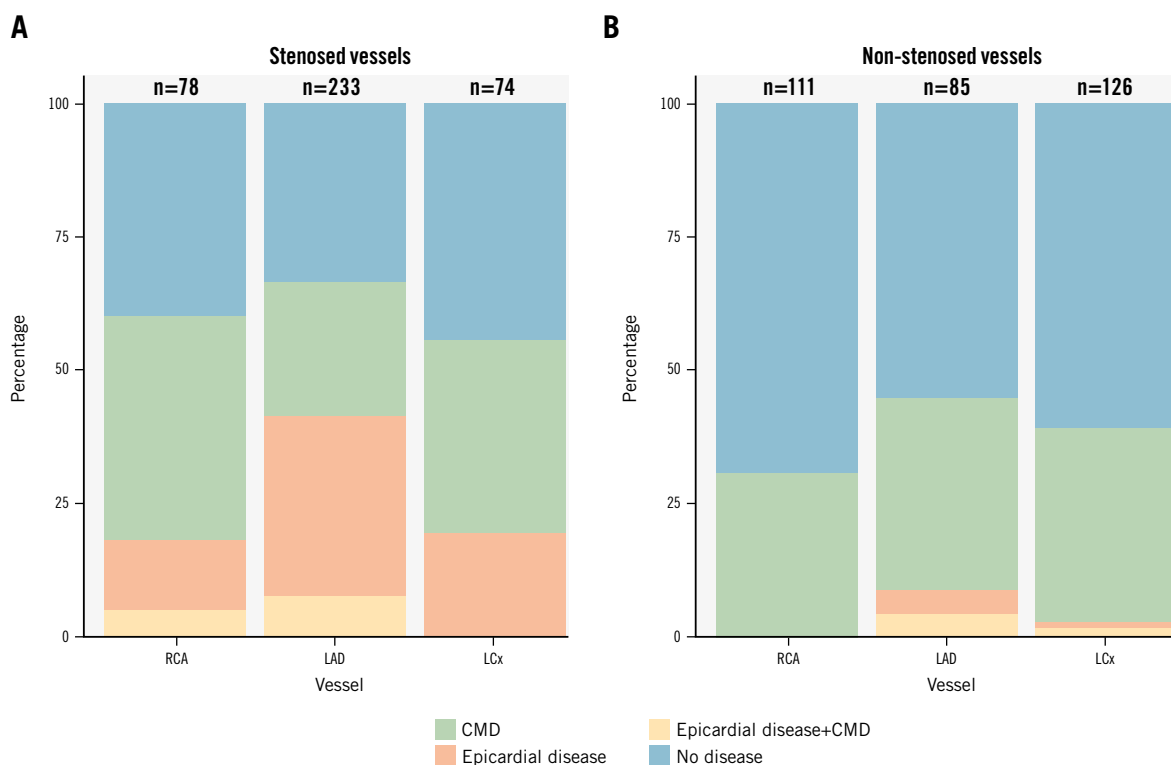 A
Stenosed vessels
n=78 n=233 n=74
100
75
50
25
0
Percentage
RCA LAD LCx
Vessel
B
Non-stenosed vessels
n=111 n=85 n=126
100
75
50
25
0
Percentage
RCA LAD LCx
Vessel
CMD
Epicardial disease
Epicardial disease+CMD
No disease